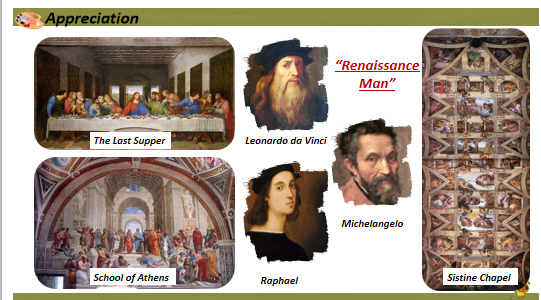 Appreciation
“Renaissance
Man”
The Last Supper
Leonardo da Vinci
Michelangelo
School of Athens
Raphael
Sistine Chapel